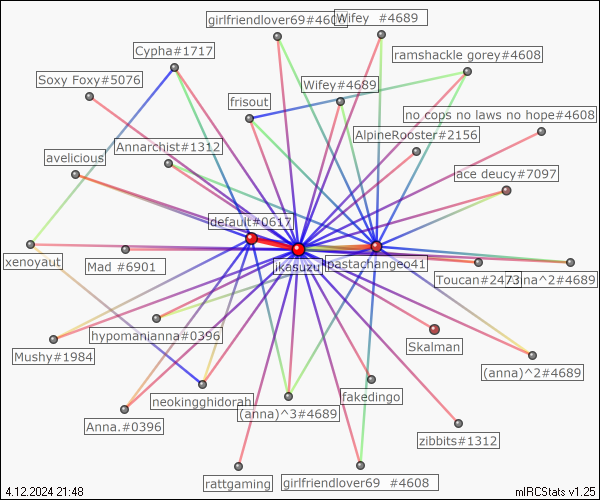 girlfriendlover69#460
Wifey #4689
Cypha#1717
ramshackle gorey#4608
Soxy Foxy#5076
Wifey#4689
frisout
no cops no laws no hope#4608
AlpineRooster#2156
Annarchist#1312
avelicious
ace deucy#7097
default#0617
xenoyaut
ikasuzu
pastachange041
Mad #6901
Toucan#2473
anna^2#4689
hypomanianna#0396
Skalman
Mushy#1984
(anna)^2#4689
neokingghidorah
fakedingo
(anna)^3#4689
Anna.#0396
zibbits#1312
rattgaming
girlfriendlover69 #4608
4.12.2024 21:48
mIRCStats v1.25